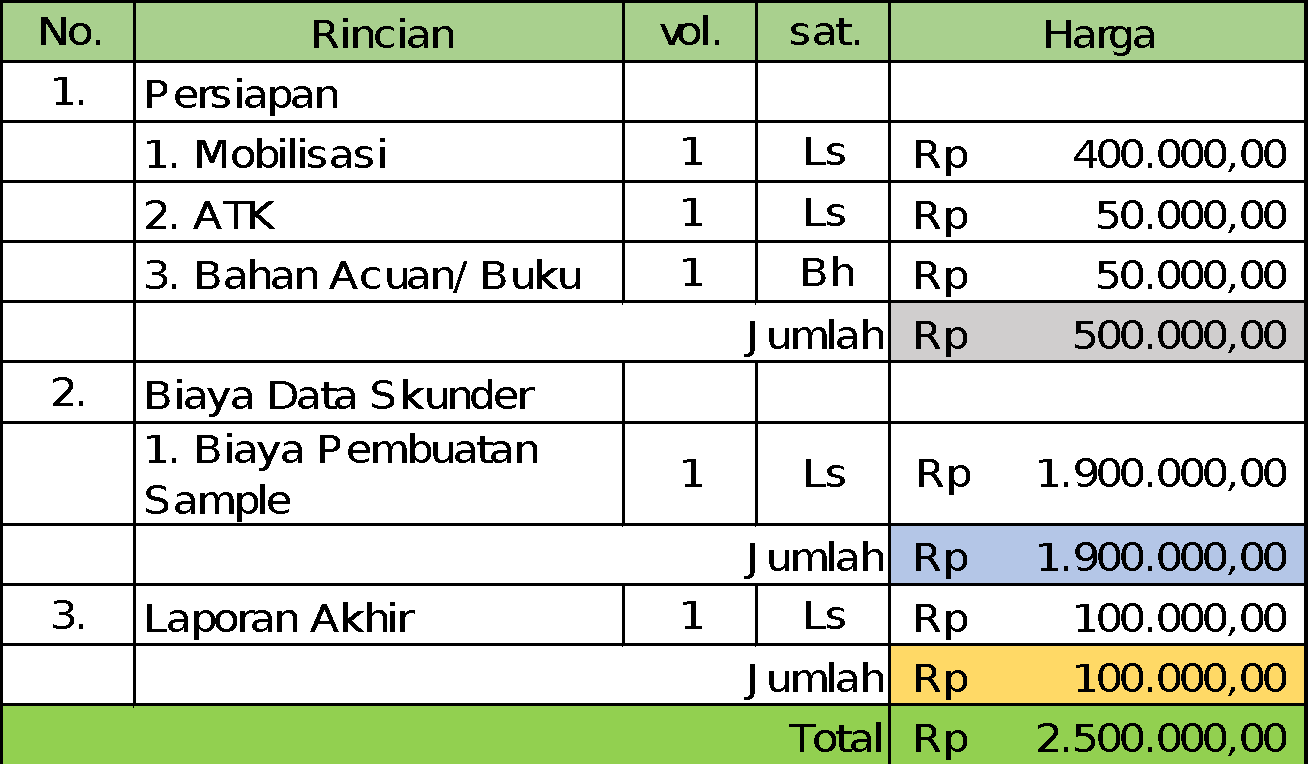 No. Rincian vol. sat. Harga
1. Persiapan
1. Mobilisasi 1 Ls Rp 400.000,00
2. ATK 1 Ls Rp 50.000,00
3. Bahan Acuan/ Buku 1 Bh Rp 50.000,00
Jumlah Rp 500.000,00
2. Biaya Data Skunder
1. Biaya Pembuatan
Sample 1 Ls Rp 1.900.000,00
Jumlah Rp 1.900.000,00
3. Laporan Akhir 1 Ls Rp 100.000,00
Jumlah Rp 100.000,00
Total Rp 2.500.000,00